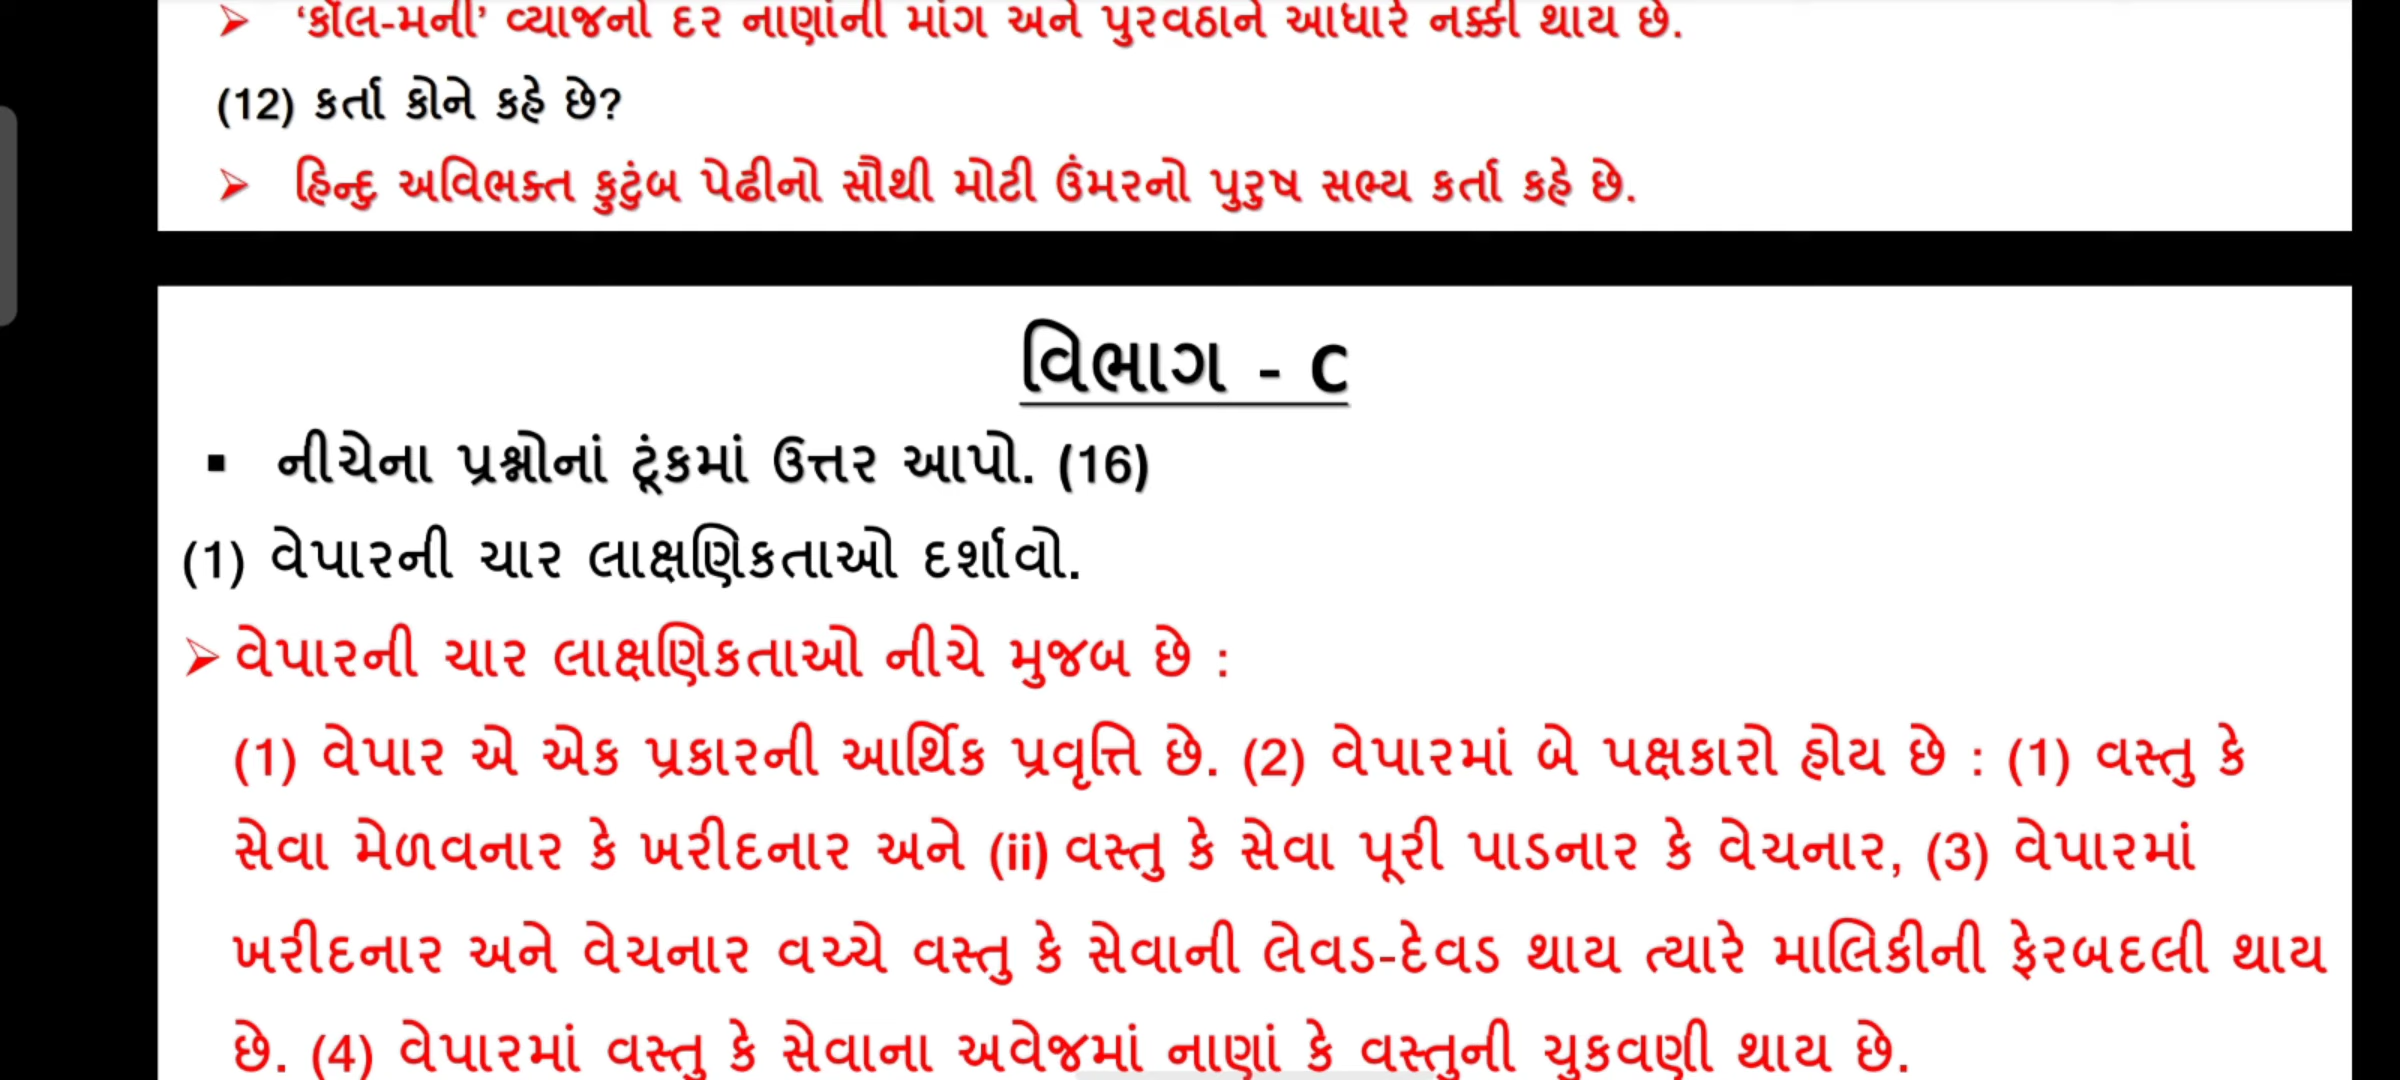 ➢ ‘કૉલ-મની’ વ્યાજનો દર નાણાંની માંગ અને પુરવઠાને આધારે નક્કી થાય છે.
(12) કર્તા કોને કહે છે?
➢ હિન્દુ અવિભક્ત કુટુંબ પેઢીનો સૌથી મોટી ઉંમરનો પુરુષ સભ્ય કર્તા કહે છે.
વિભાગ - C
▪ નીચેના પ્રશ્નોનાં ટૂંકમાં ઉત્તર આપો. (16)
(1) વેપારની ચાર લાક્ષણિકતાઓ દર્શાવો.
➢ વેપારની ચાર લાક્ષણિકતાઓ નીચે મુજબ છે :
(1) વેપાર એ એક પ્રકારની આર્થિક પ્રવૃત્તિ છે. (2) વેપારમાં બે પક્ષકારો હોય છે : (1) વસ્તુ કે
સેવા મેળવનાર કે ખરીદનાર અને (ii) વસ્તુ કે સેવા પૂરી પાડનાર કે વેચનાર, (3) વેપારમાં
ખરીદનાર અને વેચનાર વચ્ચે વસ્તુ કે સેવાની લેવડ-દેવડ થાય ત્યારે માલિકીની ફેરબદલી થાય
છે. (4) વેપારમાં વસ્તુ કે સેવાના અવેજમાં નાણાં કે વસ્તુની ચુકવણી થાય છે.